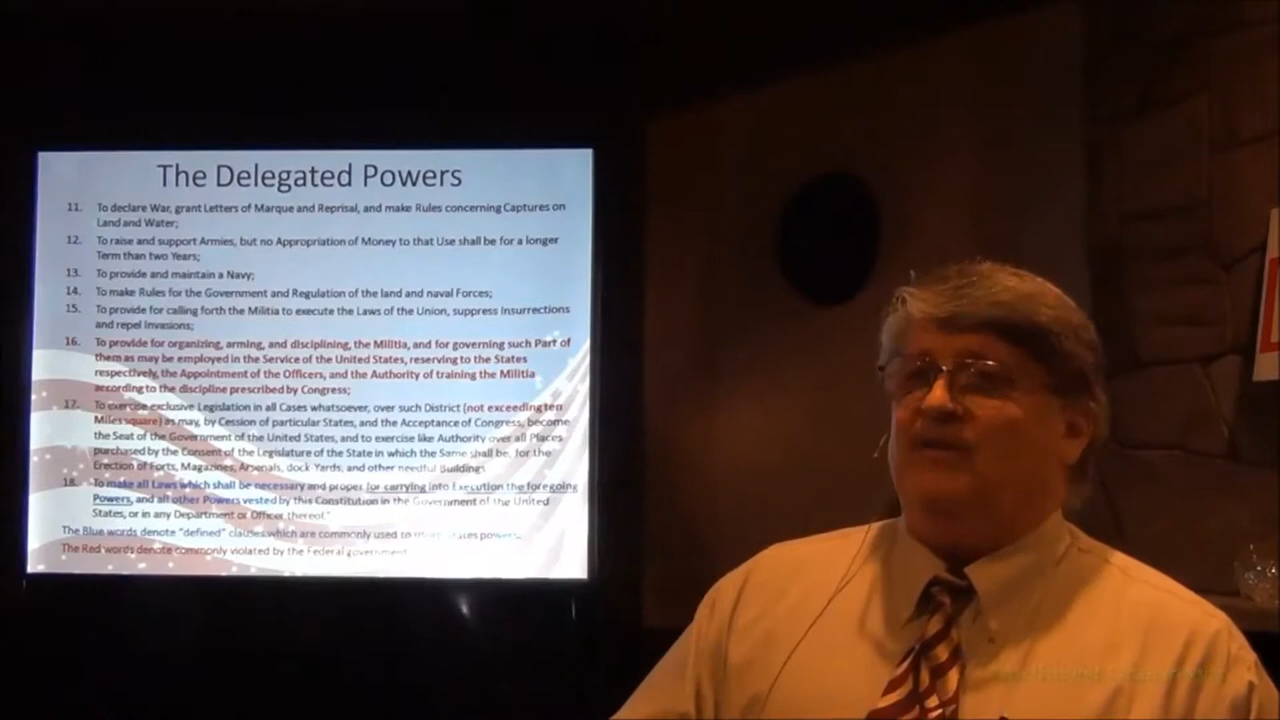 The Delegated Powers
11. To declare War, grant Letters of Marque and Reprisal, and make Rules concerning Captures on
Land and Water;
12. To raise and support Armies, but no Appropriation of Money to that Use shall be for a longer
Term than two Years;
13. To provide and maintain a Navy;
14. To make Rules for the Government and Regulation of the land and naval Forces;
15. To provide for calling forth the Militia to execute the Laws of the Union, suppress Insurrections
and repel Invasions;
16. To provide for organizing, arming, and disciplining, the Militia, and for governing such Part of
them as may be employed in the Service of the United States, reserving to the States
respectively, the Appointment of the Officers, and the Authority of training the Militia
according to the discipline prescribed by Congress;
17. To exercise exclusive Legislation in all Cases whatsoever, over such District (not exceeding ten
Miles square) as may, by Cession of particular States, and the Acceptance of Congress, become
the Seat of the Government of the United States, and to exercise like Authority over all Places
purchased by the Consent of the Legislature of the State in which the Same shall be, for the
Erection of Forts, Magazines, Arsenals, dock-Yards, and other needful Buildings
18. To make all Laws which shall be necessary and proper for carrying into Execution the foregoing
Powers, and all other Powers vested by this Constitution in the Government of the United
States, or in any Department or Officer thereof."
The Blue words denote "defined" clauses which are commonly used to
The Red words denote commonly violated by the Federal government